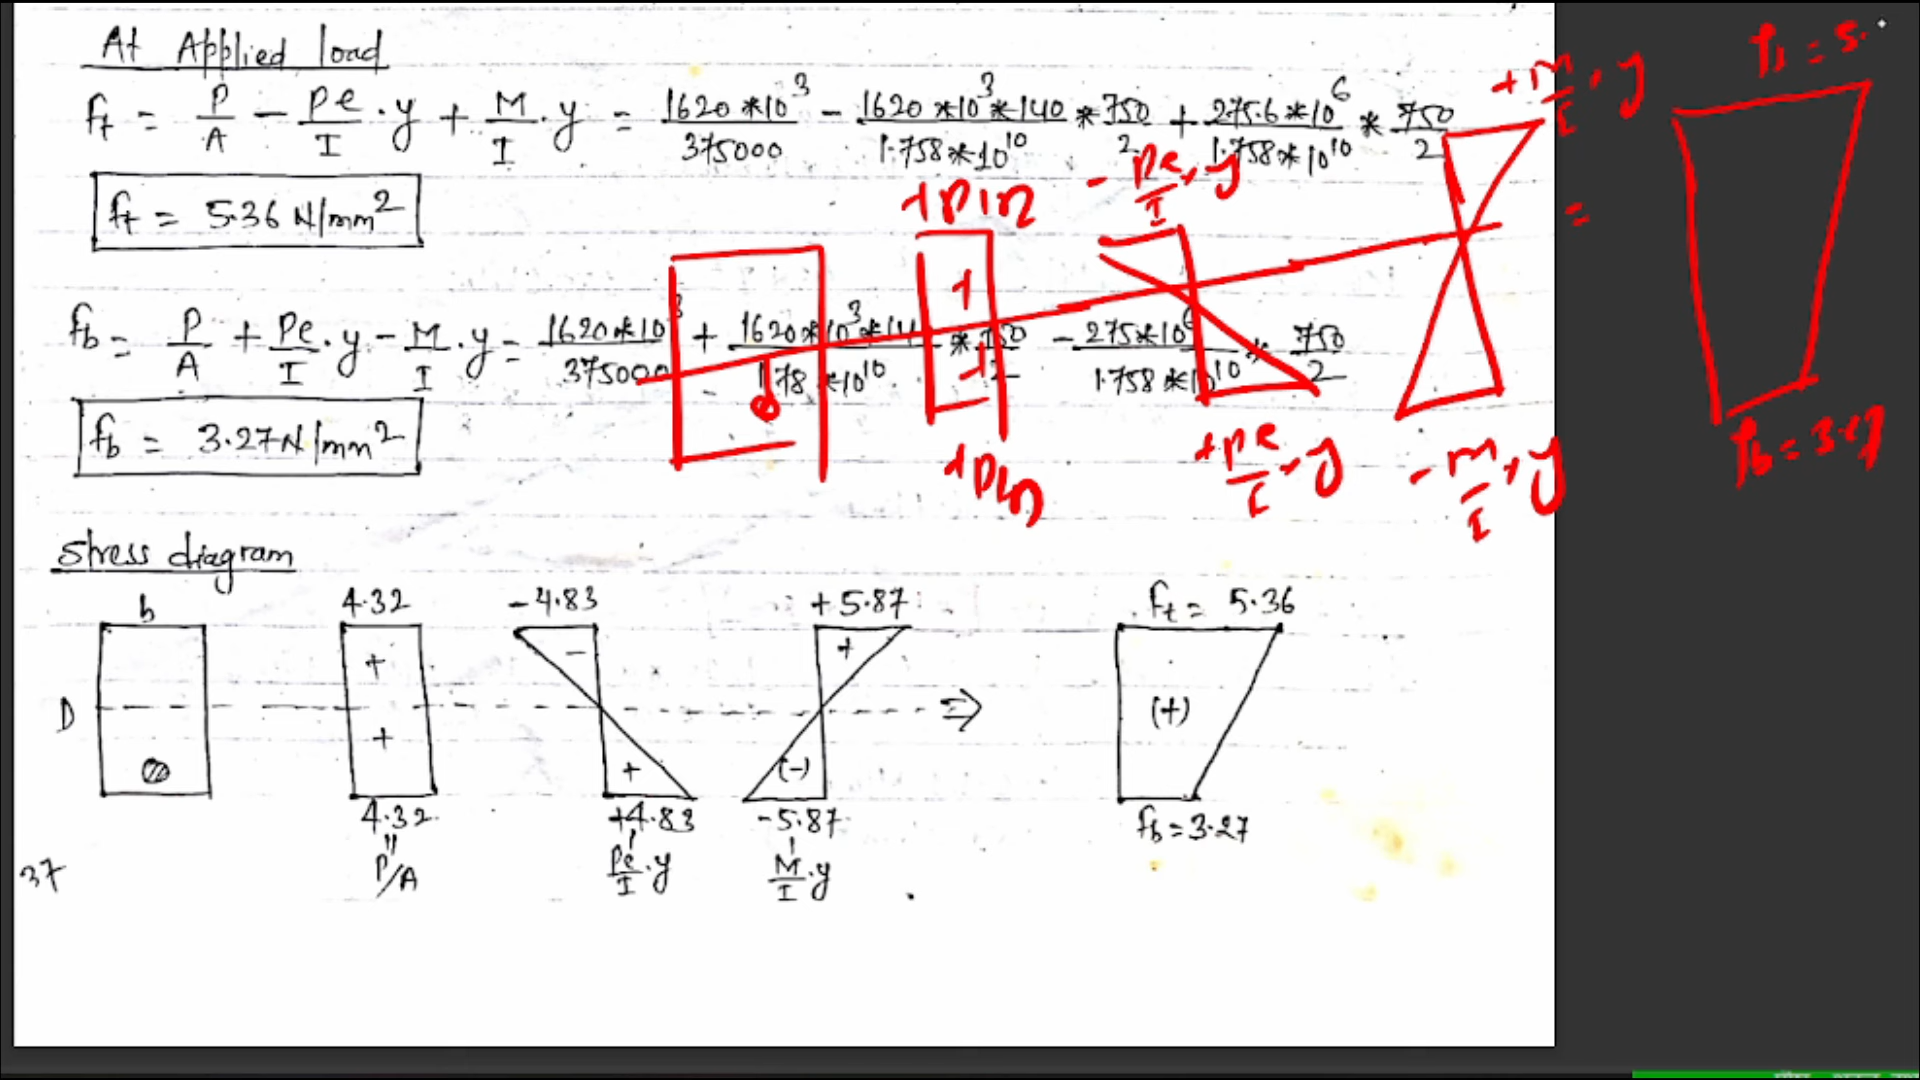 At Applied load
ft = P/A - Pe/I · y + M/I · y = 1620*10^3/375000 - 1620*10^3*140/1.758*10^10 * 750/2 + 275.6*10^6/1.758*10^10 * 750/2
ft = 5.36 N/mm²
fb = P/A + Pe/I · y - M/I · y = 1620*10^3/375000 + 1620*10^3*14 /1.78*10^10 * 50/2 - 275*10^6/1.758*10^10 * 750/2
fb = 3.27 N/mm²
+M/I · y
f1 = 5.
- Pe/I · y
=
+
+
+Pe/I · y
- M/I · y
fb = 3.27
Stress diagram
b
4.32
-4.83
+5.87
ft = 5.36
+
-
+
D
(+)
+
+
(-)
4.32
+4.83
-5.87
fb = 3.27
"
P/A
Pe/I · y
M/I · y
37